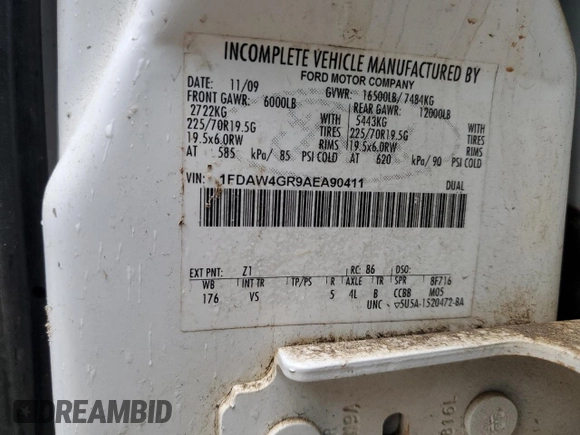 INCOMPLETE VEHICLE MANUFACTURED BY
FORD MOTOR COMPANY
DATE: 11/09 GVWR: 16500LB/ 7484KG
FRONT GAWR: 6000LB REAR GAWR: 12000LB
2722KG WITH 5443KG WITH
225/70R19.5G TIRES 225/70R19.5G TIRES
19.5x6.0RW RIMS 19.5x6.0RW RIMS
AT 585 kPa/ 85 PSI COLD AT 620 kPa/ 90 PSI COLD
VIN: 1FDAW4GR9AEA90411 DUAL
EXT PNT: Z1 RC: 86 DSO:
WB INT TR TP/PS R AXLE TR SPR 8F716
176 VS 5 4L B CCBB M05
UNC 5U5A-1520472-BA
816L
DREAMBID